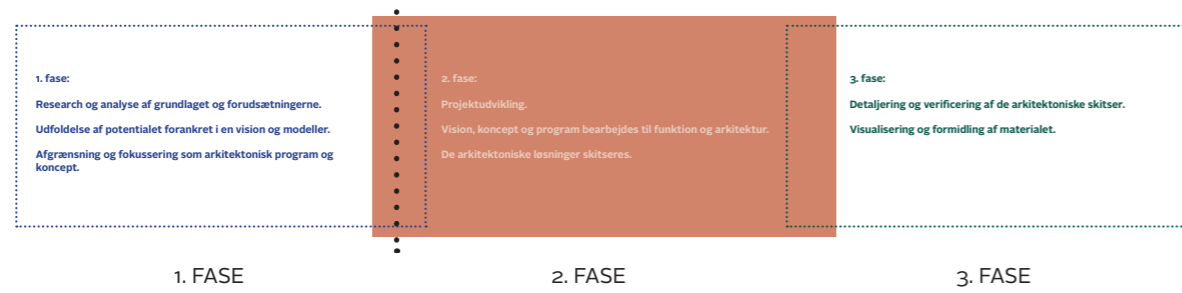 1. fase:
Research og analyse af grundlaget og forudsætningerne.
Udfoldelse af potentialet forankret i en vision og modeller.
Afgrænsning og fokussering som arkitektonisk program og
koncept.
2. fase:
Projektudvikling.
Vision, koncept og program bearbejdes til funktion og arkitektur.
De arkitektoniske løsninger skitseres.
3. fase:
Detaljering og verificering af de arkitektoniske skitser.
Visualisering og formidling af materialet.
1. FASE
2. FASE
3. FASE